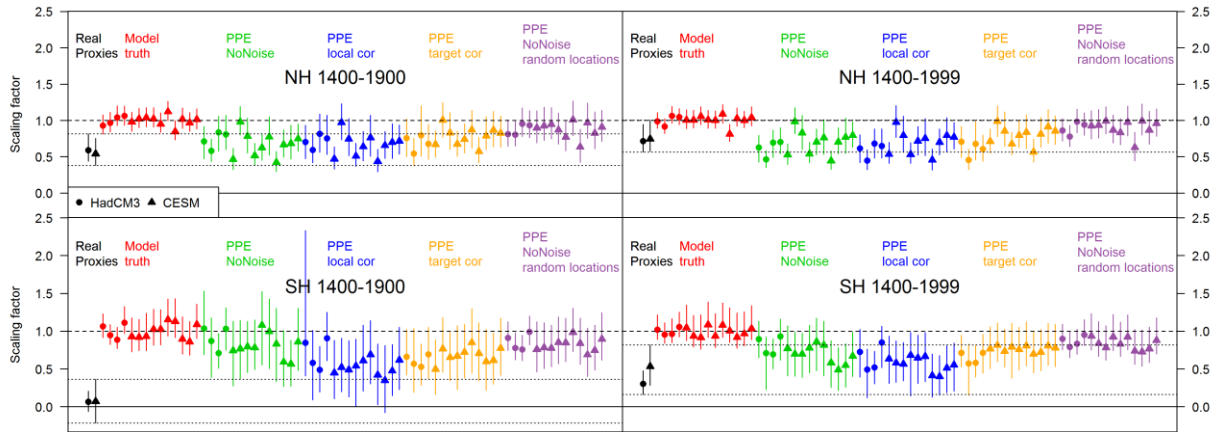 2.5
2.0
1.5
1.0
0.5
0.0
Scaling factor
Real Model PPE PPE PPE PPE
Proxies truth NoNoise local cor target cor NoNoise
random locations
NH 1400-1900
Real Model PPE PPE PPE PPE
Proxies truth NoNoise local cor target cor NoNoise
random locations
NH 1400-1999
2.5
2.0
1.5
1.0
0.5
0.0
HadCM3 CESM
2.5
2.0
1.5
1.0
0.5
0.0
Scaling factor
Real Model PPE PPE PPE PPE
Proxies truth NoNoise local cor target cor NoNoise
random locations
SH 1400-1900
Real Model PPE PPE PPE PPE
Proxies truth NoNoise local cor target cor NoNoise
random locations
SH 1400-1999
2.5
2.0
1.5
1.0
0.5
0.0